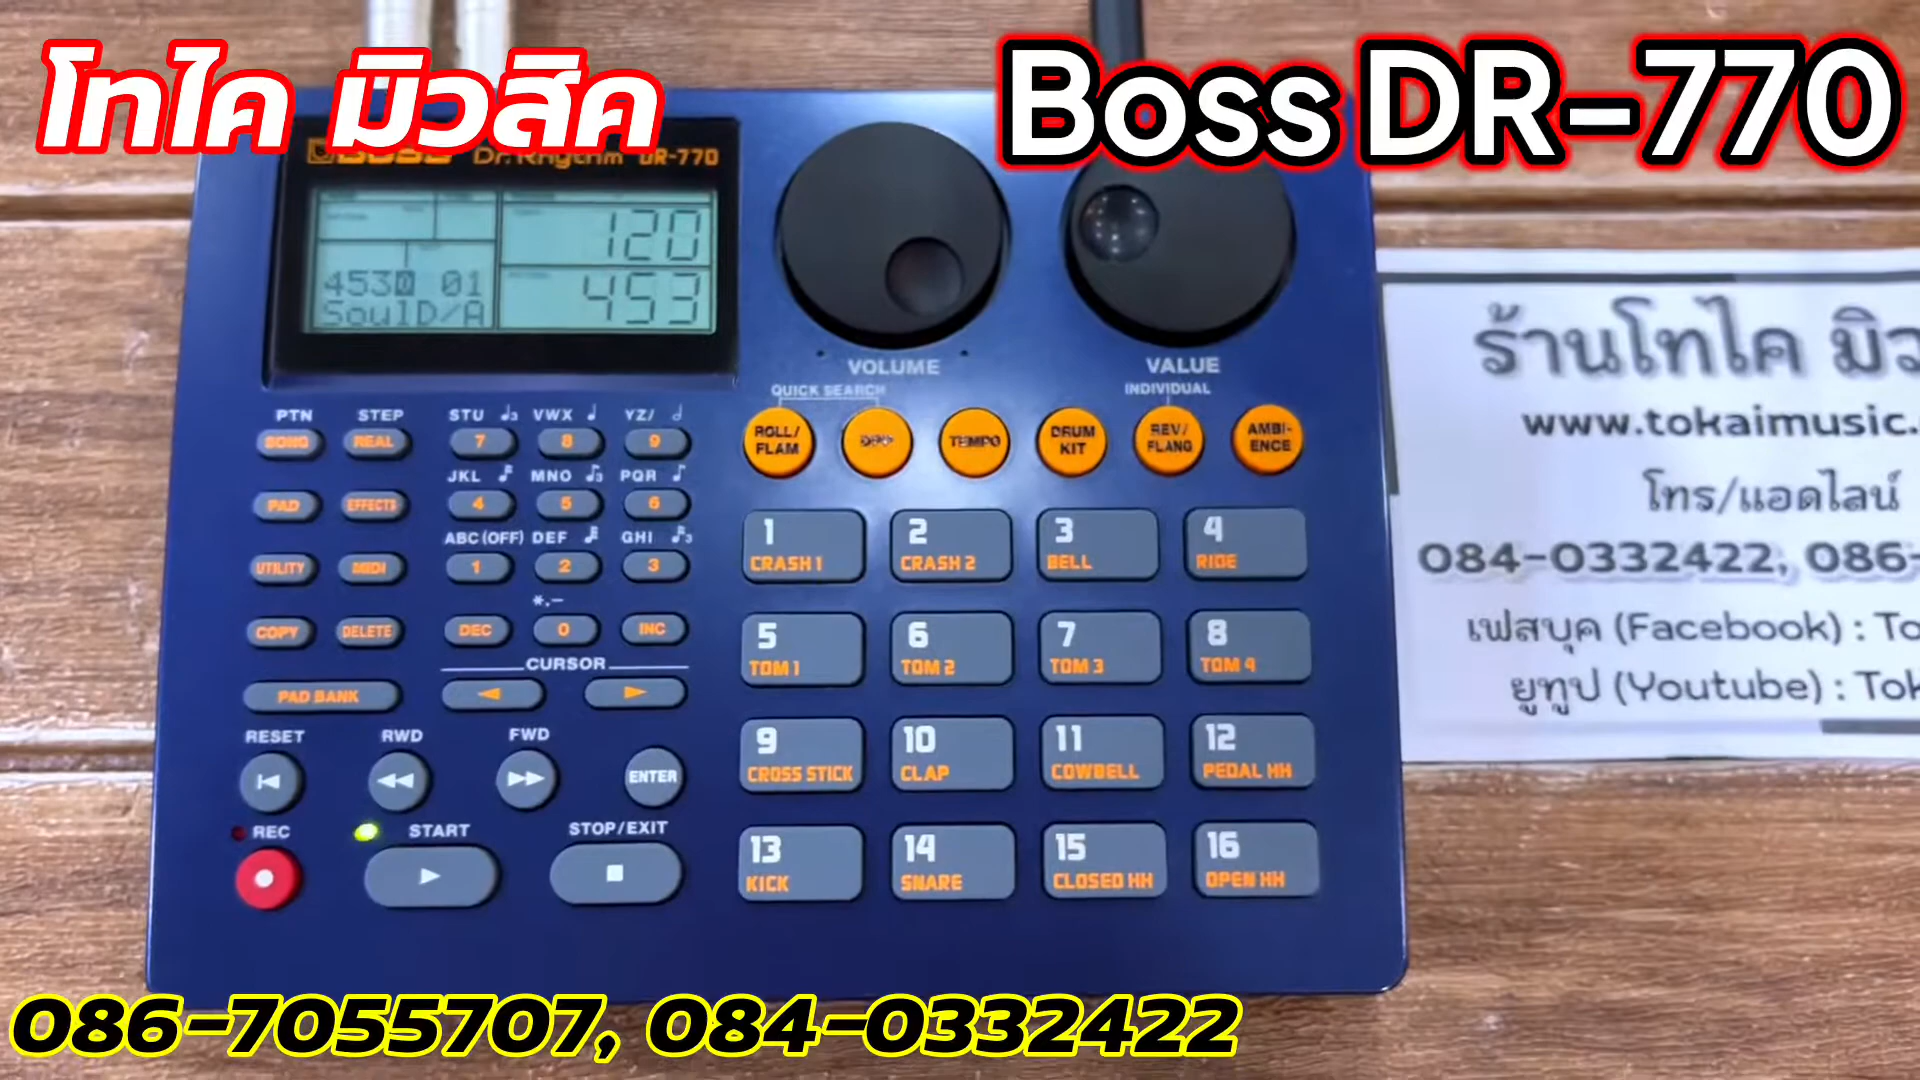 โทไค มิวสิค
Boss DR-770
BOSS Dr. Rhythm DR-770
120
453
453 01
SoulD/A
VOLUME
VALUE
QUICK SEARCH
INDIVIDUAL
ROLL/FLAM
TEMPO
DRUM KIT
REV/FLANG
AMBI-ENCE
PTN STEP STU VWX YZ/
SONG REAL 7 8 9
JKL MNO PQR
PAD EFFECTS 4 5 6
ABC (OFF) DEF GHI
UTILITY MIDI 1 2 3
*,–
COPY DELETE DEC 0 INC
CURSOR
PAD BANK
RESET RWD FWD
ENTER
REC START STOP/EXIT
1 CRASH 1
2 CRASH 2
3 BELL
4 RIDE
5 TOM 1
6 TOM 2
7 TOM 3
8 TOM 4
9 CROSS STICK
10 CLAP
11 COWBELL
12 PEDAL HH
13 KICK
14 SNARE
15 CLOSED HH
16 OPEN HH
ร้านโทไค มิว
www.tokaimusic.
โทร/แอดไลน์
084-0332422, 086-
เฟสบุค (Facebook) : To
ยูทูป (Youtube) : Tok
086-7055707, 084-0332422